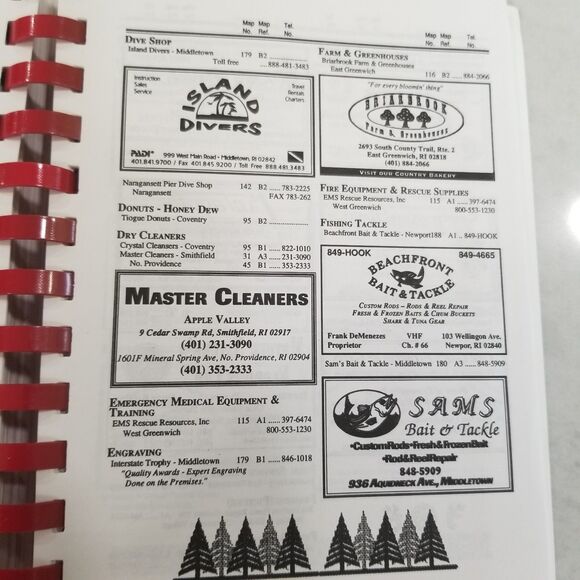 Map Map Tel.
No. Ref. No.
DIVE SHOP
Island Divers - Middletown 179 B2
Toll free ....888-481-3483
Instruction
Sales
Service
Travel
Rentals
Charters
ISLAND
DIVERS
PADI 999 West Main Road - Middletown, RI 02842
401.841.9700 / Fax 401.845.9200 / Toll Free 888.481.3483
Naragansett Pier Dive Shop 142 B2 ......783-2225
Naragansett FAX 783-262
DONUTS - HONEY DEW
Tiogue Donuts - Coventry 95 B2
DRY CLEANERS
Crystal Cleansers - Coventry 95 B1 ...... 822-1010
Master Cleaners - Smithfield 31 A3 ......231-3090
No. Providence 45 B1 ......353-2333
MASTER CLEANERS
APPLE VALLEY
9 Cedar Swamp Rd, Smithfield, RI 02917
(401) 231-3090
1601F Mineral Spring Ave, No. Providence, RI 02904
(401) 353-2333
EMERGENCY MEDICAL EQUIPMENT &
TRAINING
EMS Rescue Resources, Inc 115 A1 ......397-6474
West Greenwich 800-553-1230
ENGRAVING
Interstate Trophy - Middletown 179 B1 ......846-1018
"Quality Awards - Expert Engraving
Done on the Premises."
Map Map Tel.
No. Ref. No.
FARM & GREENHOUSES
Briarbrook Farm & Greenhouses
East Greenwich 116 B2 ......884-2066
"For every bloomin' thing"
BRIARBROOK
Farm & Greenhouses
2693 South County Trail, Rte. 2
East Greenwich, RI 02818
(401) 884-2066
VISIT OUR COUNTRY BAKERY
FIRE EQUIPMENT & RESCUE SUPPLIES
EMS Rescue Resources, Inc 115 A1 ......397-6474
West Greenwich 800-553-1230
FISHING TACKLE
Beachfront Bait & Tackle - Newport188 A1 ..849-HOOK
849-HOOK 849-4665
BEACHFRONT
BAIT & TACKLE
CUSTOM RODS - RODS & REEL REPAIR
FRESH & FROZEN BAITS & CHUM BUCKETS
SHARK & TUNA GEAR
Frank DeMenezes VHF 103 Wellington Ave.
Proprietor Ch. # 66 Newpor, RI 02840
Sam's Bait & Tackle - Middletown 180 A3 ......848-5909
SAMS
Bait & Tackle
•CustomRods•Fresh&FrozenBait
•Rod&ReelRepair
848-5909
936 AQUIDNECK AVE., MIDDLETOWN